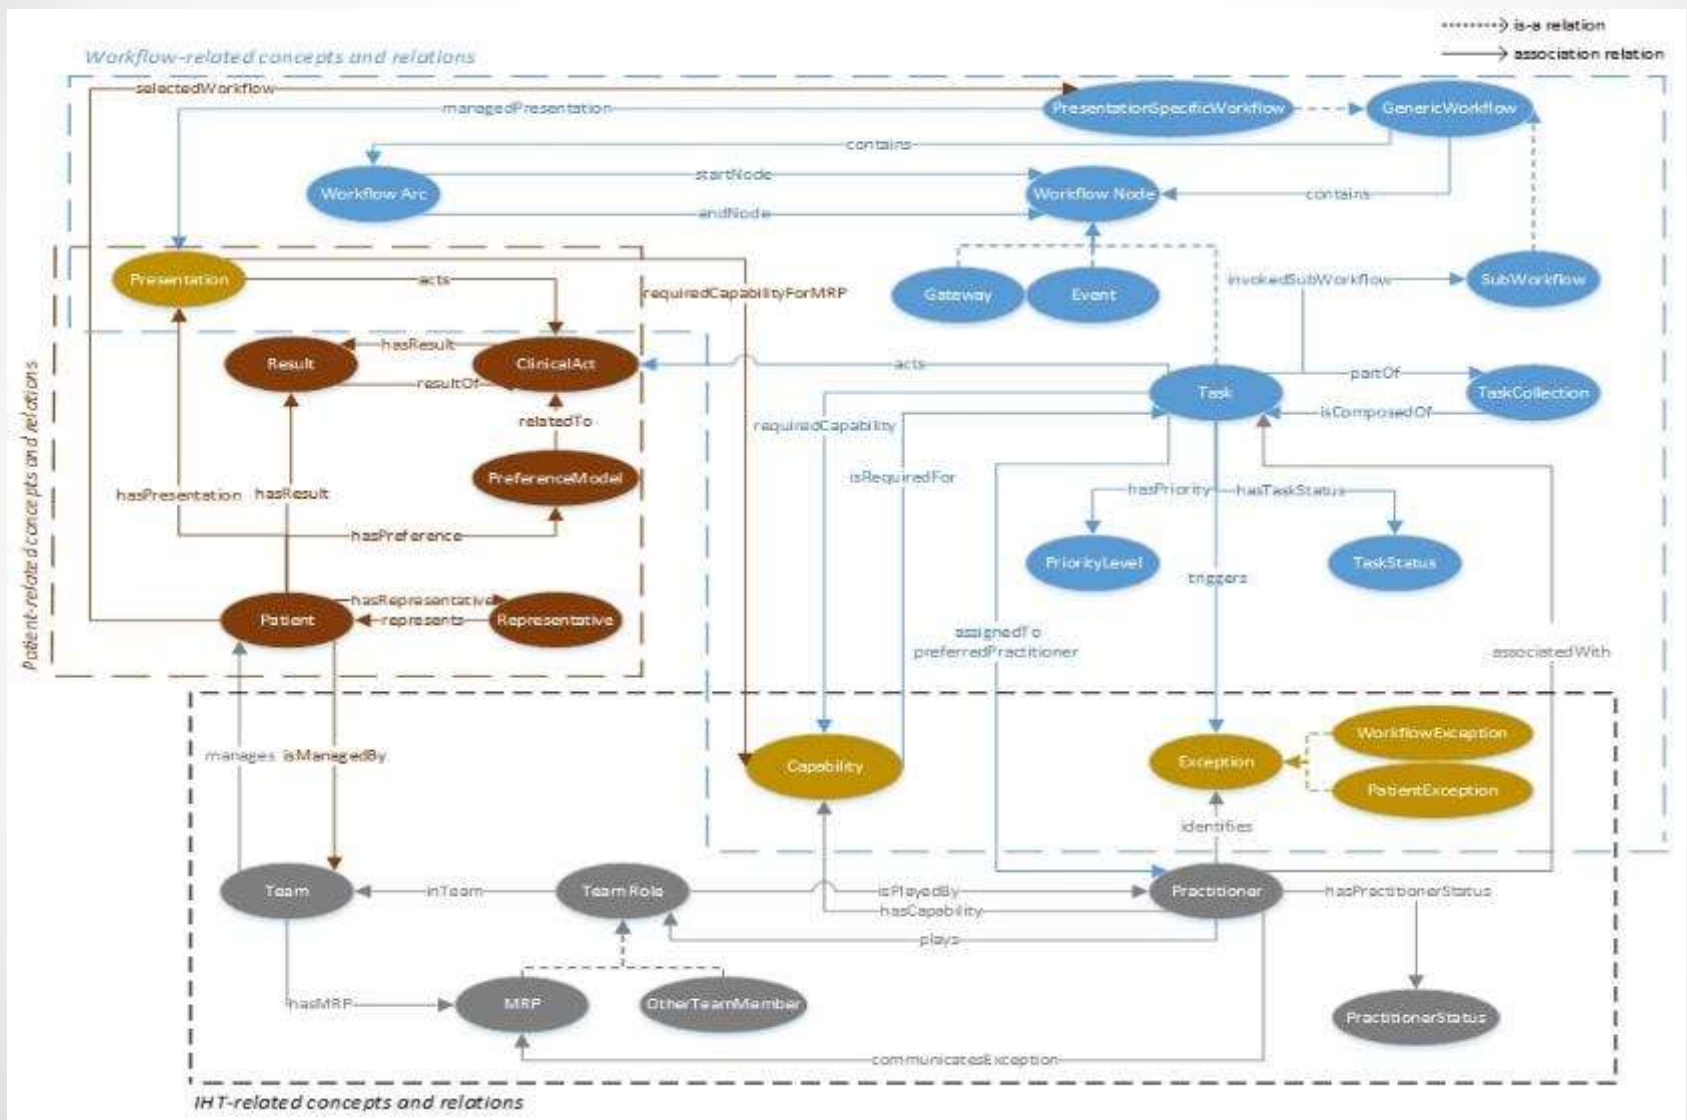 is-a relation
association relation
Workflow-related concepts and relations
selectedWorkflow
managedPresentation
PresentationSpecificWorkflow
GenericWorkflow
contains
startNode
Workflow Arc
Workflow Node
contains
andNode
Presentation
acts
requiredCapabilityForMRP
Gateway
Event
invokedSubWorkflow
SubWorkflow
hasResult
Result
ClinicalAct
resultOf
acts
partOf
Task
TaskCollection
isComposedOf
relatedTo
requiredCapability
PreferenceModel
isRequiredFor
hasPresentation
hasResult
hasPriority
hasTaskStatus
hasPreference
PriorityLevel
TaskStatus
triggers
hasRepresentative
Patient
represents
Representative
assignedTo
preferredPractitioner
associatedWith
Patient-related concepts and relations
manages
isManagedBy
Capability
Exception
WorkflowException
PatientException
identifies
Team
inTeam
Team Role
isPlayedBy
hasCapability
Practitioner
hasPractitionerStatus
plays
hasMRP
MRP
OtherTeamMember
PractitionerStatus
communicatesException
IHT-related concepts and relations